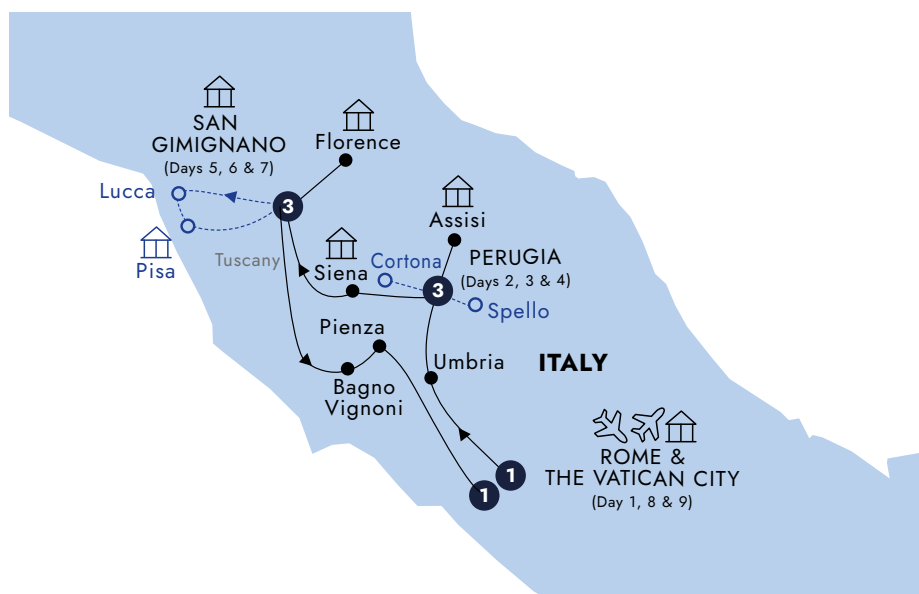 SAN
GIMIGNANO
(Days 5, 6 & 7)
Florence
Lucca
3
Assisi
Pisa
Tuscany
Siena
Cortona
PERUGIA
(Days 2, 3 & 4)
3
Spello
Pienza
Umbria
ITALY
Bagno
Vignoni
ROME &
THE VATICAN CITY
(Day 1, 8 & 9)
1
1